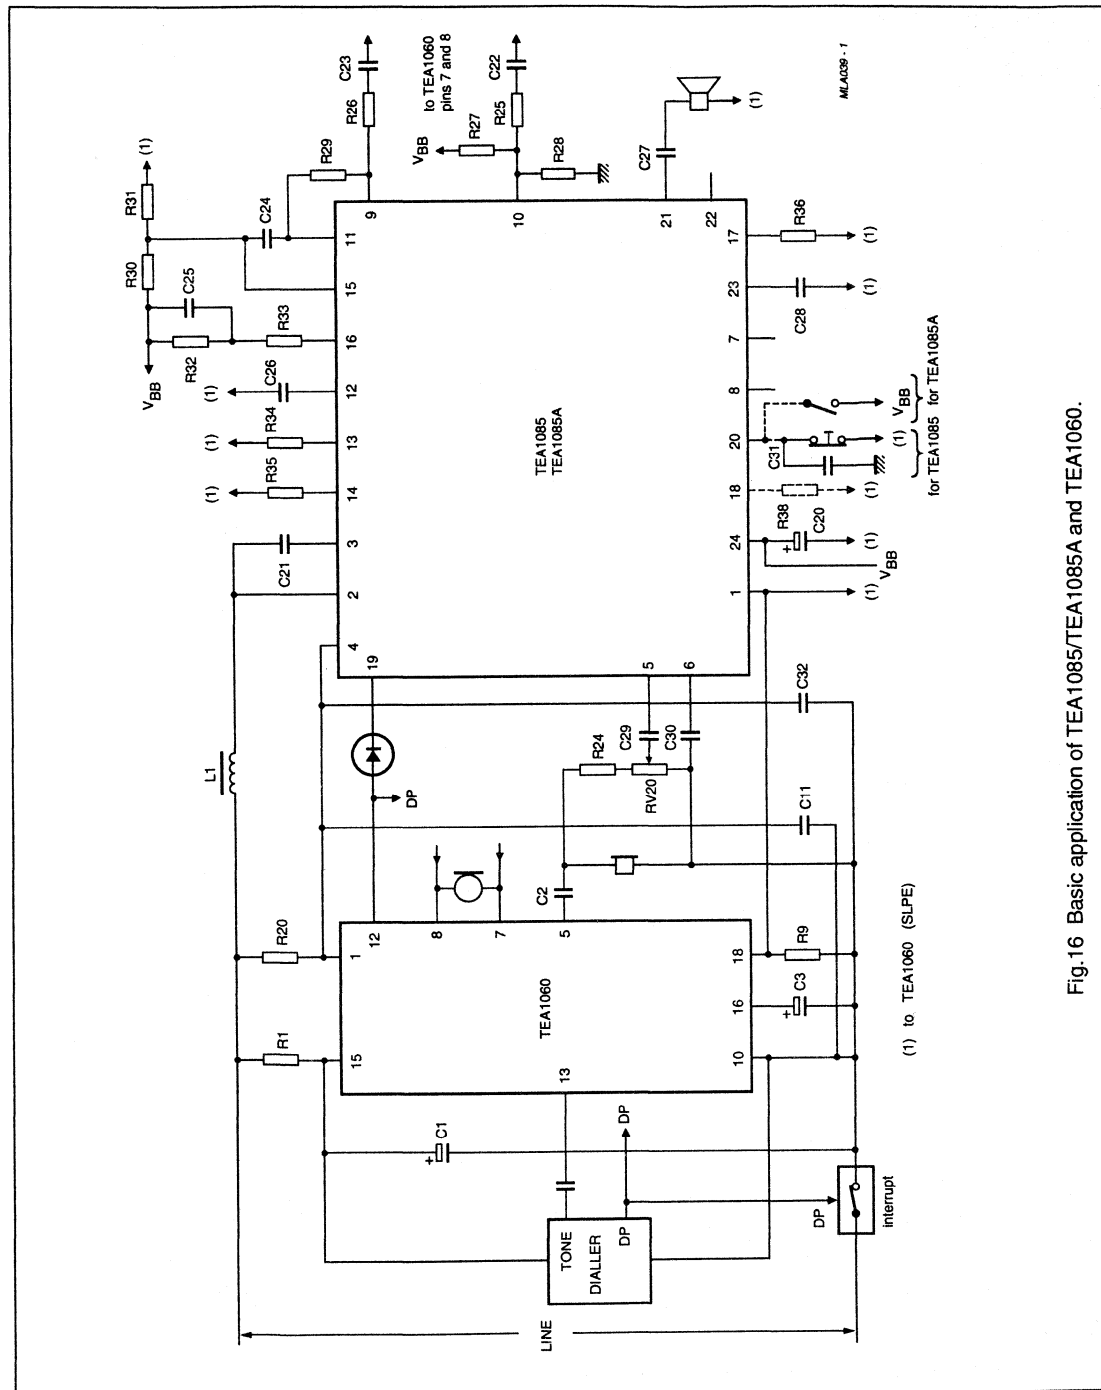 (1)
R31
R30
C25
VBB
R32
R33
C24
R29
R26
C23
to TEA1060
pins 7 and 8
C22
R25
R27
VBB
R28
(1)
C26
(1)
R34
(1)
R35
C21
L1
R20
R1
LINE
2
3
14
13
12
16
15
11
4
9
19
10
TEA1085
TEA1085A
21
22
5
6
1
24
18
20
8
7
23
17
C27
(1)
R36
(1)
C28
(1)
C31
R38
C20
+
(1)
(1)
(1)
VBB
(1)
VBB
for TEA1085
for TEA1085A
DP
15
1
12
8
7
13
TEA1060
5
10
16
18
C1
+
TONE
DIALLER
DP
DP
C2
R24
RV20
C29
C30
C11
C32
C3
+
R9
DP
interrupt
(1) to TEA1060 (SLPE)
MLA039 - 1
Fig.16 Basic application of TEA1085/TEA1085A and TEA1060.